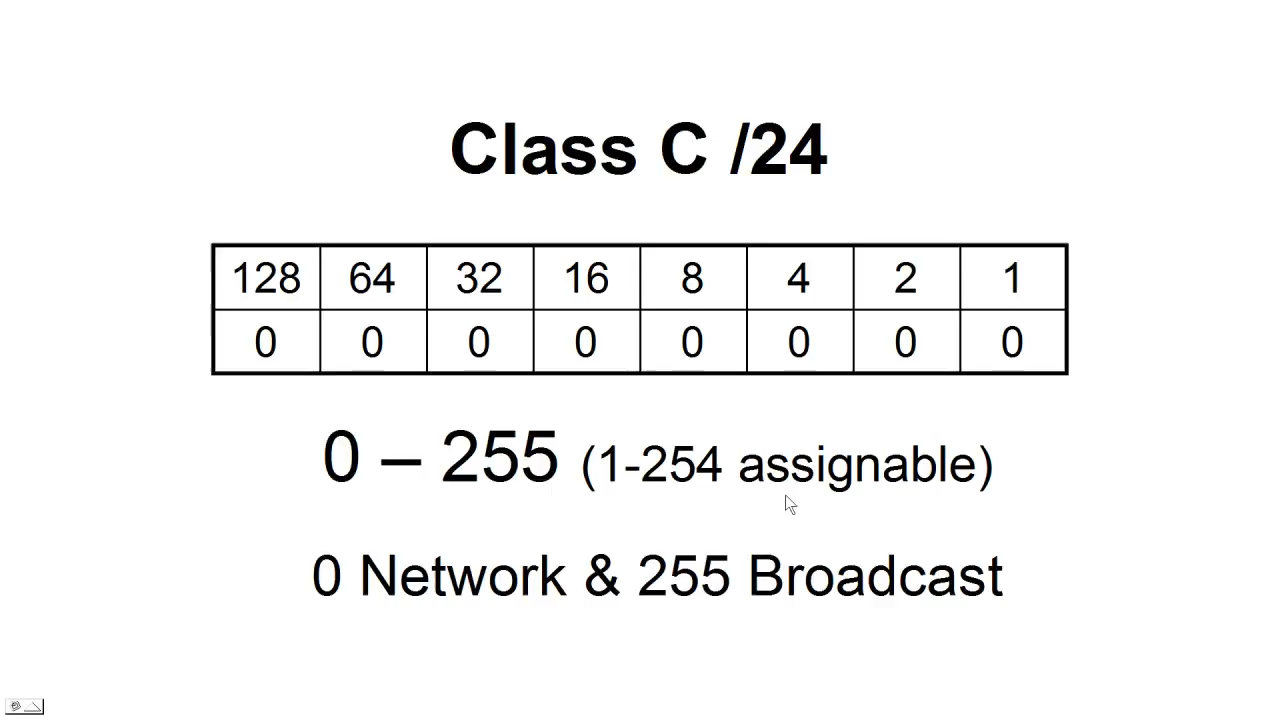 Class C /24
128 64 32 16 8 4 2 1
0 0 0 0 0 0 0 0
0 – 255 (1-254 assignable)
0 Network & 255 Broadcast